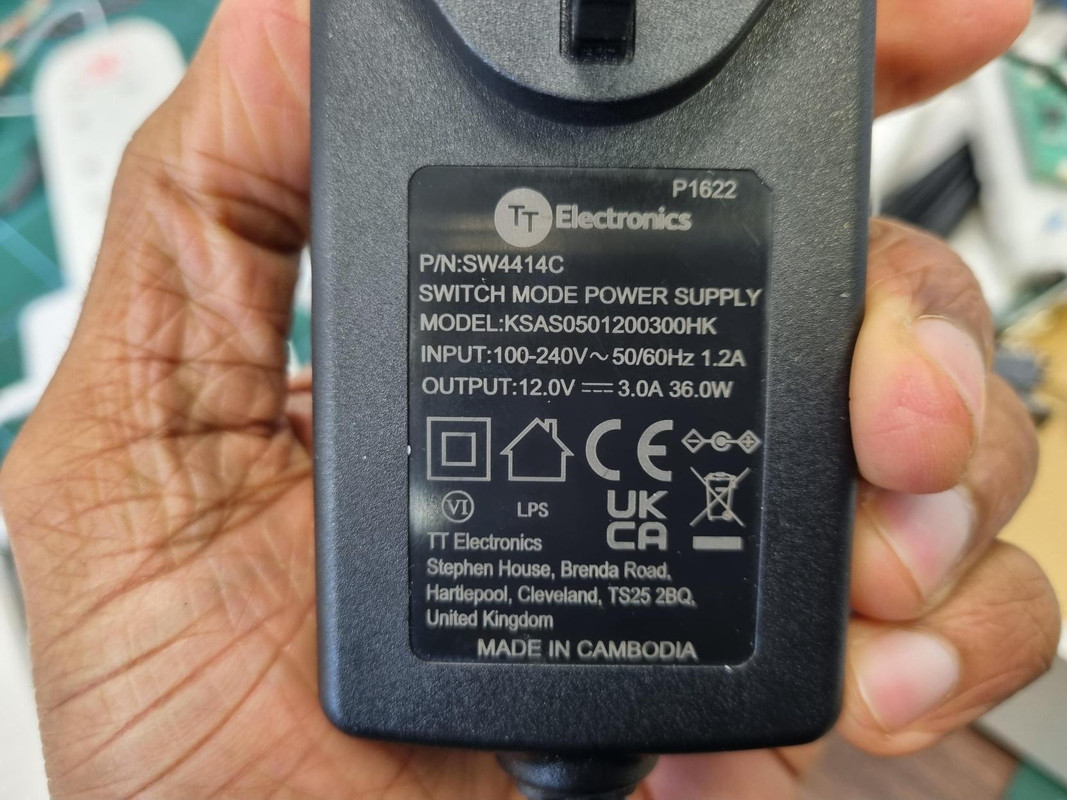 P1622
TT Electronics
P/N:SW4414C
SWITCH MODE POWER SUPPLY
MODEL:KSAS0501200300HK
INPUT:100-240V~ 50/60Hz 1.2A
OUTPUT:12.0V ⎓ 3.0A 36.0W
CE
VI
LPS
UK
CA
TT Electronics
Stephen House, Brenda Road,
Hartlepool, Cleveland, TS25 2BQ,
United Kingdom
MADE IN CAMBODIA